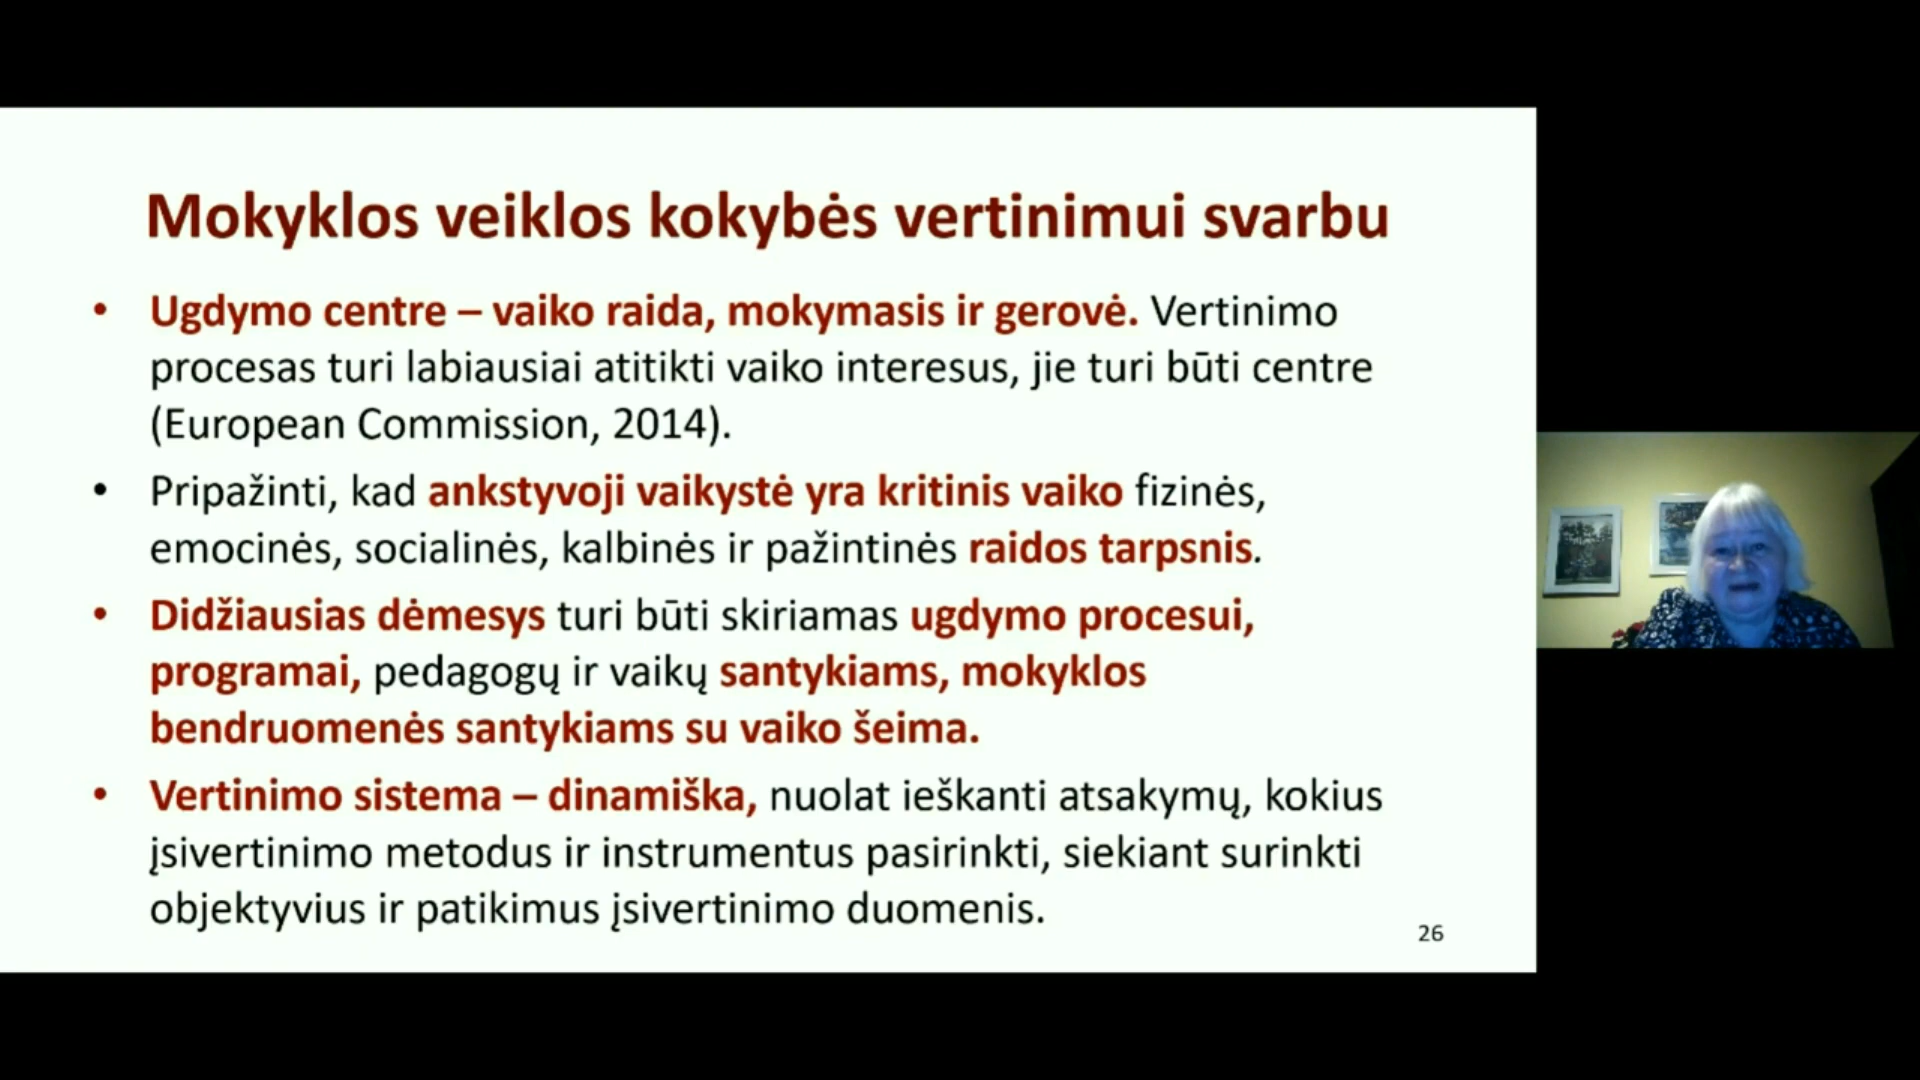 Mokyklos veiklos kokybės vertinimui svarbu
• Ugdymo centre – vaiko raida, mokymasis ir gerovė. Vertinimo
procesas turi labiausiai atitikti vaiko interesus, jie turi būti centre
(European Commission, 2014).
• Pripažinti, kad ankstyvoji vaikystė yra kritinis vaiko fizinės,
emocinės, socialinės, kalbinės ir pažintinės raidos tarpsnis.
• Didžiausias dėmesys turi būti skiriamas ugdymo procesui,
programai, pedagogų ir vaikų santykiams, mokyklos
bendruomenės santykiams su vaiko šeima.
• Vertinimo sistema – dinamiška, nuolat ieškanti atsakymų, kokius
įsivertinimo metodus ir instrumentus pasirinkti, siekiant surinkti
objektyvius ir patikimus įsivertinimo duomenis.
26